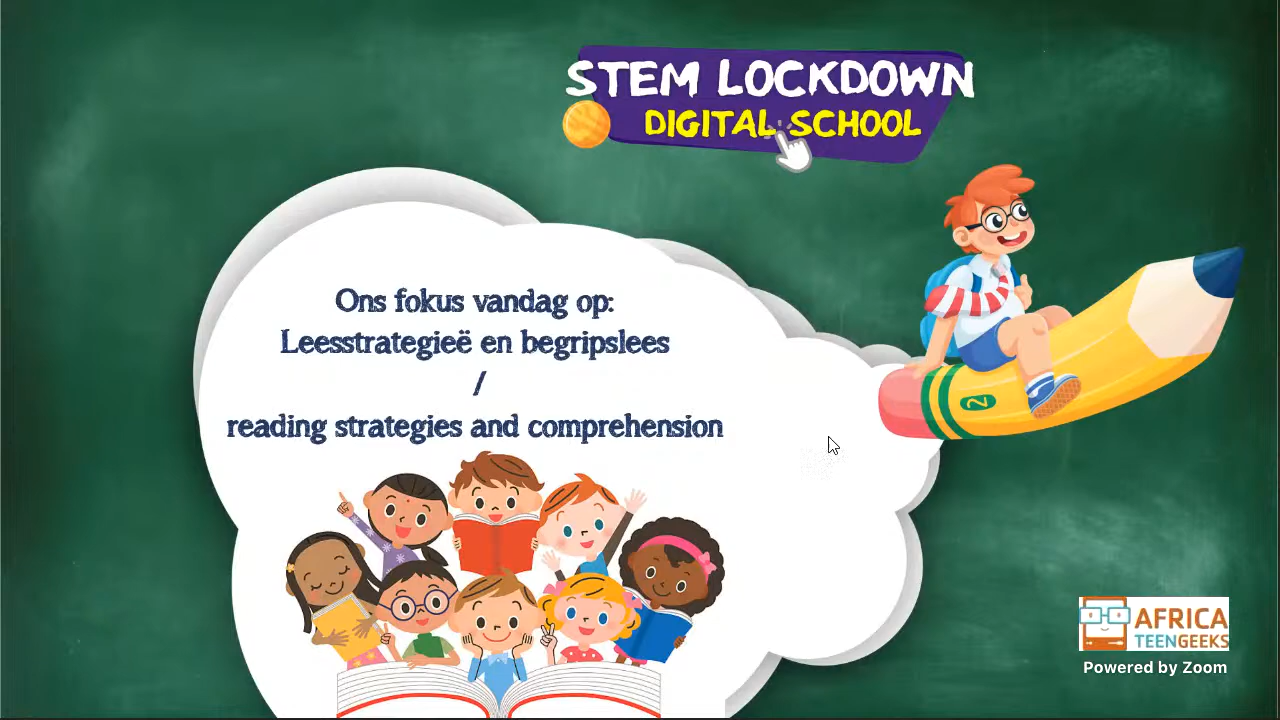 STEM LOCKDOWN
DIGITAL SCHOOL
Ons fokus vandag op:
Leesstrategieë en begripslees
/
reading strategies and comprehension
2
AFRICA
TEENGEEKS
Powered by Zoom